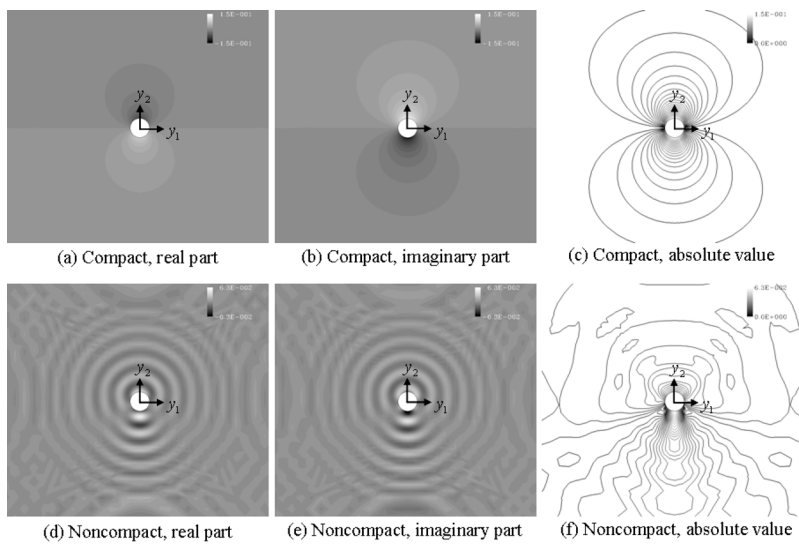 1.5E-001
-1.5E-001
y2
y1
(a) Compact, real part
1.5E-001
-1.5E-001
y2
y1
(b) Compact, imaginary part
1.5E-001
0.0E+000
y2
y1
(c) Compact, absolute value
6.3E-002
-6.3E-002
y2
y1
(d) Noncompact, real part
6.3E-002
-6.3E-002
y2
y1
(e) Noncompact, imaginary part
6.3E-002
0.0E+000
y2
y1
(f) Noncompact, absolute value